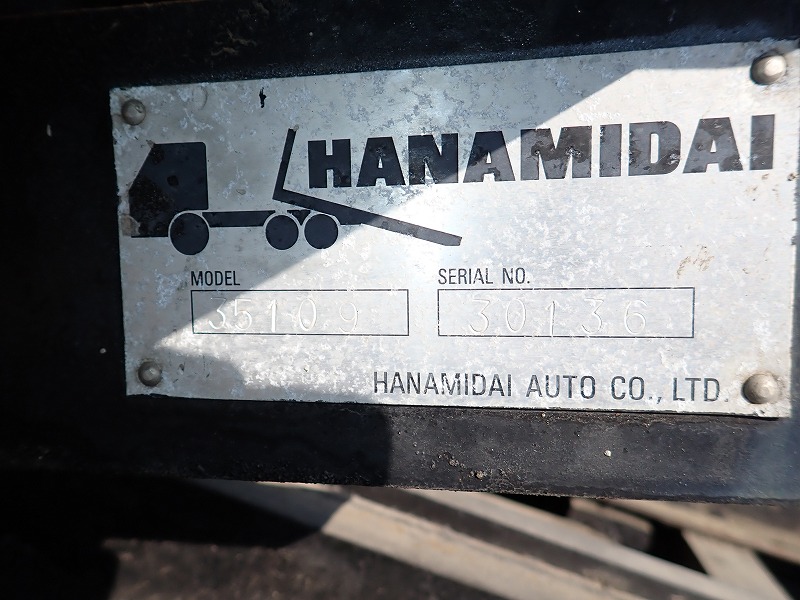 HANAMIDAI
MODEL SERIAL NO.
35109 30136
HANAMIDAI AUTO CO., LTD.